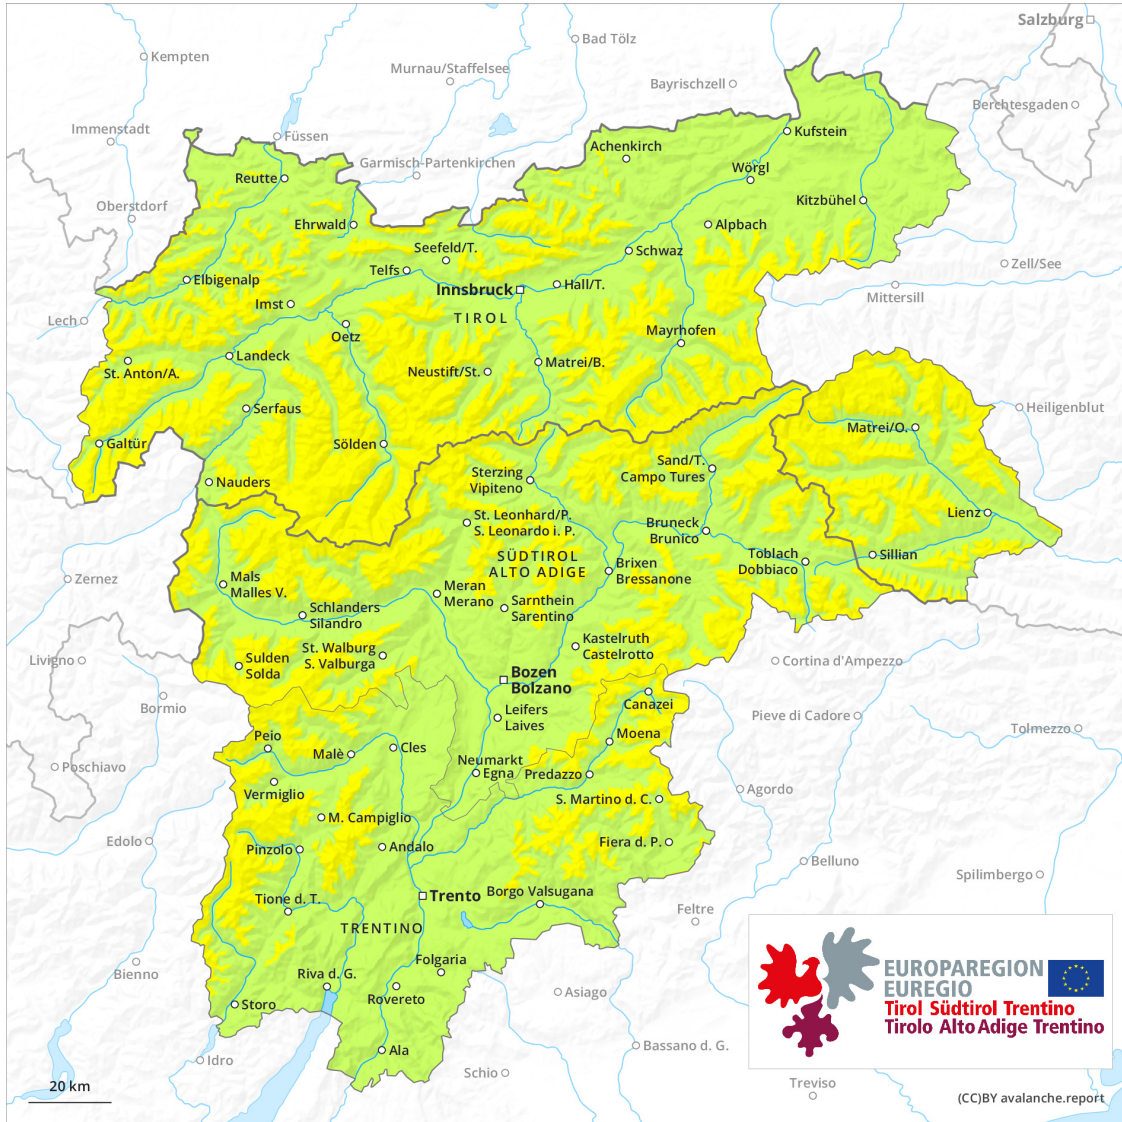 Salzburg
Bad Tölz
Kempten
Murnau/Staffelsee
Bayrischzell
Berchtesgaden
Immenstadt
Füssen
Kufstein
Achenkirch
Garmisch-Partenkirchen
Wörgl
Reutte
Kitzbühel
Oberstdorf
Ehrwald
Alpbach
Seefeld/T.
Schwaz
Telfs
Zell/See
Elbigenalp
Innsbruck
Hall/T.
Mittersill
Imst
TIROL
Lech
Mayrhofen
Oetz
Landeck
Matrei/B.
St. Anton/A.
Neustift/St.
Serfaus
Heiligenblut
Matrei/O.
Galtür
Sölden
Sand/T.
Campo Tures
Sterzing
Vipiteno
Nauders
St. Leonhard/P.
S. Leonardo i. P.
Lienz
Bruneck
Brunico
SÜDTIROL
ALTO ADIGE
Toblach
Dobbiaco
Sillian
Brixen
Bressanone
Zernez
Mals
Malles V.
Meran
Merano
Sarnthein
Sarentino
Schlanders
Silandro
Kastelruth
Castelrotto
St. Walburg
S. Valburga
Livigno
Sulden
Solda
Cortina d'Ampezzo
Bozen
Bolzano
Bormio
Canazei
Leifers
Laives
Pieve di Cadore
Tolmezzo
Peio
Moena
Malè
Cles
Neumarkt
Egna
Predazzo
Poschiavo
Vermiglio
Agordo
S. Martino d. C.
M. Campiglio
Edolo
Pinzolo
Andalo
Fiera d. P.
Belluno
Spilimbergo
Tione d. T.
Trento
Borgo Valsugana
Feltre
TRENTINO
Folgaria
Bienno
Riva d. G.
EUROPAREGION
EUREGIO
Tirol Südtirol Trentino
Tirolo Alto Adige Trentino
Storo
Rovereto
Asiago
Ala
Bassano d. G.
Idro
Schio
20 km
Treviso
(CC)BY avalanche.report